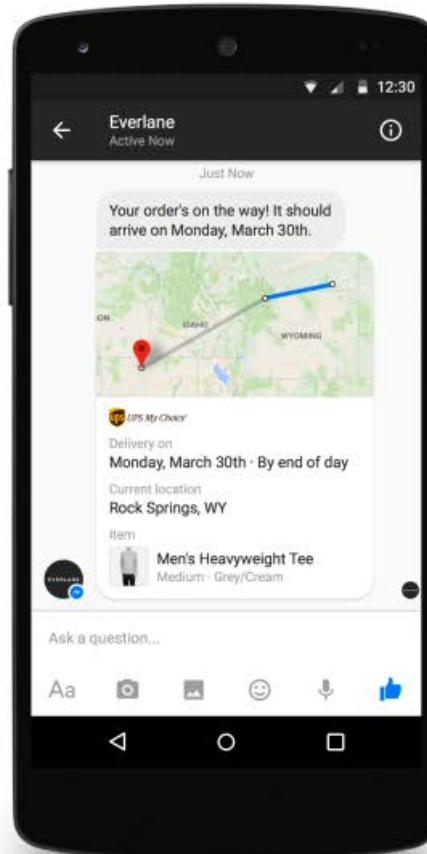 12:30
Everlane
Active Now
Just Now
Your order's on the way! It should
arrive on Monday, March 30th.
ON
IDAHO
WYOMING
ups UPS My Choice
Delivery on
Monday, March 30th · By end of day
Current location
Rock Springs, WY
Item
Men's Heavyweight Tee
Medium · Grey/Cream
EVERLANE
Ask a question...
Aa